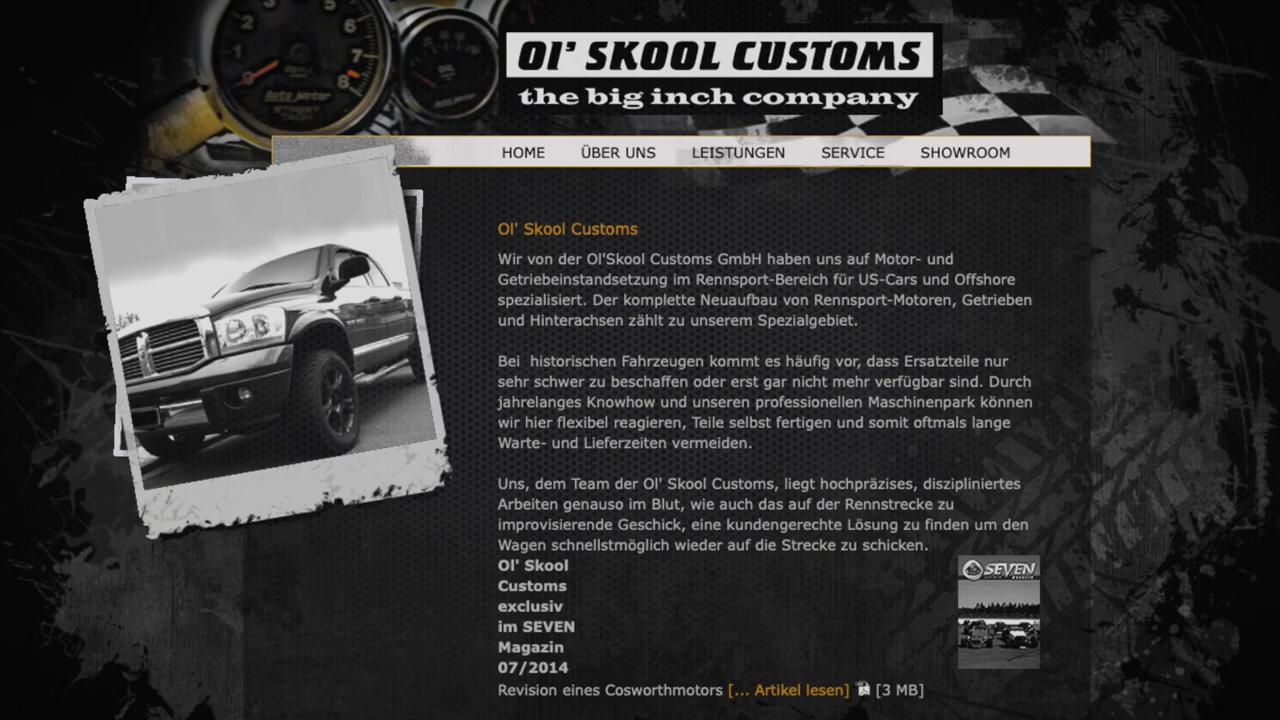 Ol' SKOOL CUSTOMS
the big inch company
HOME ÜBER UNS LEISTUNGEN SERVICE SHOWROOM
Ol' Skool Customs
Wir von der Ol'Skool Customs GmbH haben uns auf Motor- und
Getriebeinstandsetzung im Rennsport-Bereich für US-Cars und Offshore
spezialisiert. Der komplette Neuaufbau von Rennsport-Motoren, Getrieben
und Hinterachsen zählt zu unserem Spezialgebiet.
Bei  historischen Fahrzeugen kommt es häufig vor, dass Ersatzteile nur
sehr schwer zu beschaffen oder erst gar nicht mehr verfügbar sind. Durch
jahrelanges Knowhow und unseren professionellen Maschinenpark können
wir hier flexibel reagieren, Teile selbst fertigen und somit oftmals lange
Warte- und Lieferzeiten vermeiden.
Uns, dem Team der Ol' Skool Customs, liegt hochpräzises, diszipliniertes
Arbeiten genauso im Blut, wie auch das auf der Rennstrecke zu
improvisierende Geschick, eine kundengerechte Lösung zu finden um den
Wagen schnellstmöglich wieder auf die Strecke zu schicken.
Ol' Skool
Customs
exclusiv
im SEVEN
Magazin
07/2014
SEVEN
Revision eines Cosworthmotors [... Artikel lesen] [3 MB]